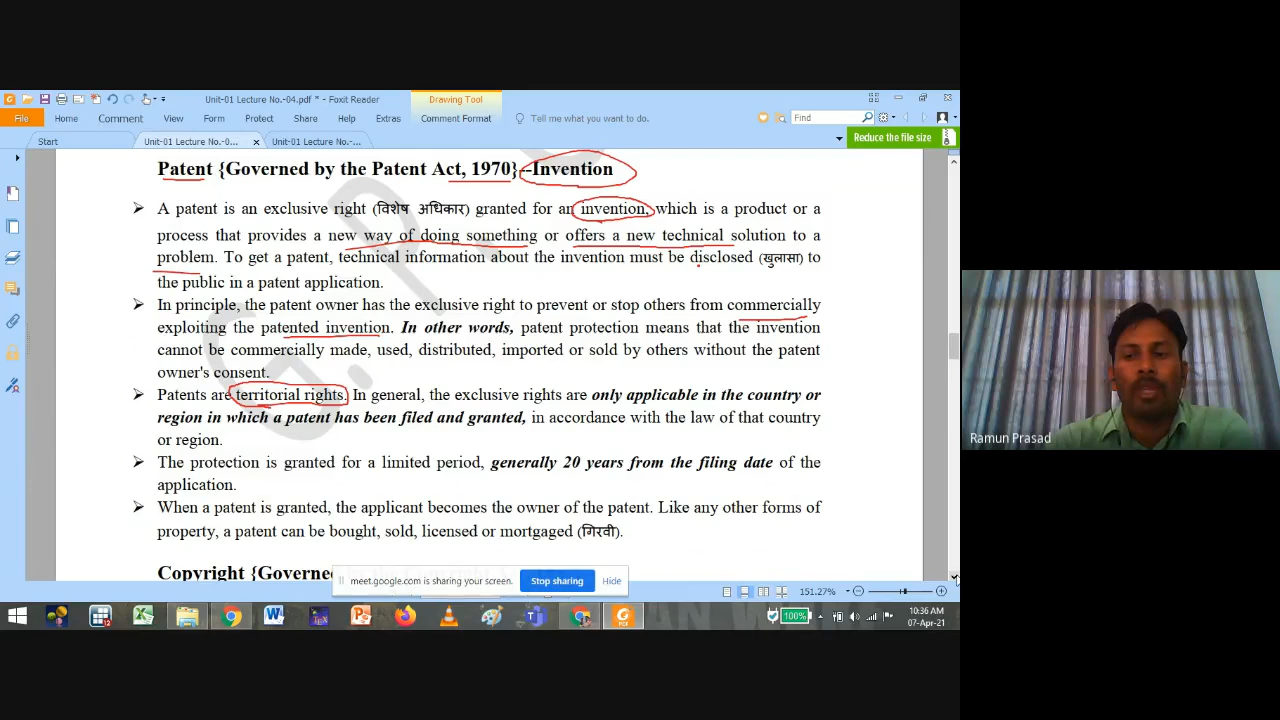 Unit-01 Lecture No.-04.pdf * - Foxit Reader
Drawing Tool
File Home Comment View Form Protect Share Help Extras Comment Format Tell me what you want to do. Find
Start Unit-01 Lecture No.-0... Unit-01 Lecture No.-... Reduce the file size
Patent {Governed by the Patent Act, 1970}--Invention
A patent is an exclusive right (विशेष अधिकार) granted for an invention, which is a product or a
process that provides a new way of doing something or offers a new technical solution to a
problem. To get a patent, technical information about the invention must be disclosed (खुलासा) to
the public in a patent application.
In principle, the patent owner has the exclusive right to prevent or stop others from commercially
exploiting the patented invention. In other words, patent protection means that the invention
cannot be commercially made, used, distributed, imported or sold by others without the patent
owner's consent.
Patents are territorial rights. In general, the exclusive rights are only applicable in the country or
region in which a patent has been filed and granted, in accordance with the law of that country
or region.
The protection is granted for a limited period, generally 20 years from the filing date of the
application.
When a patent is granted, the applicant becomes the owner of the patent. Like any other forms of
property, a patent can be bought, sold, licensed or mortgaged (गिरवी).
Copyright {Governed
meet.google.com is sharing your screen. Stop sharing Hide
151.27%
100%
10:36 AM
07-Apr-21
Ramun Prasad